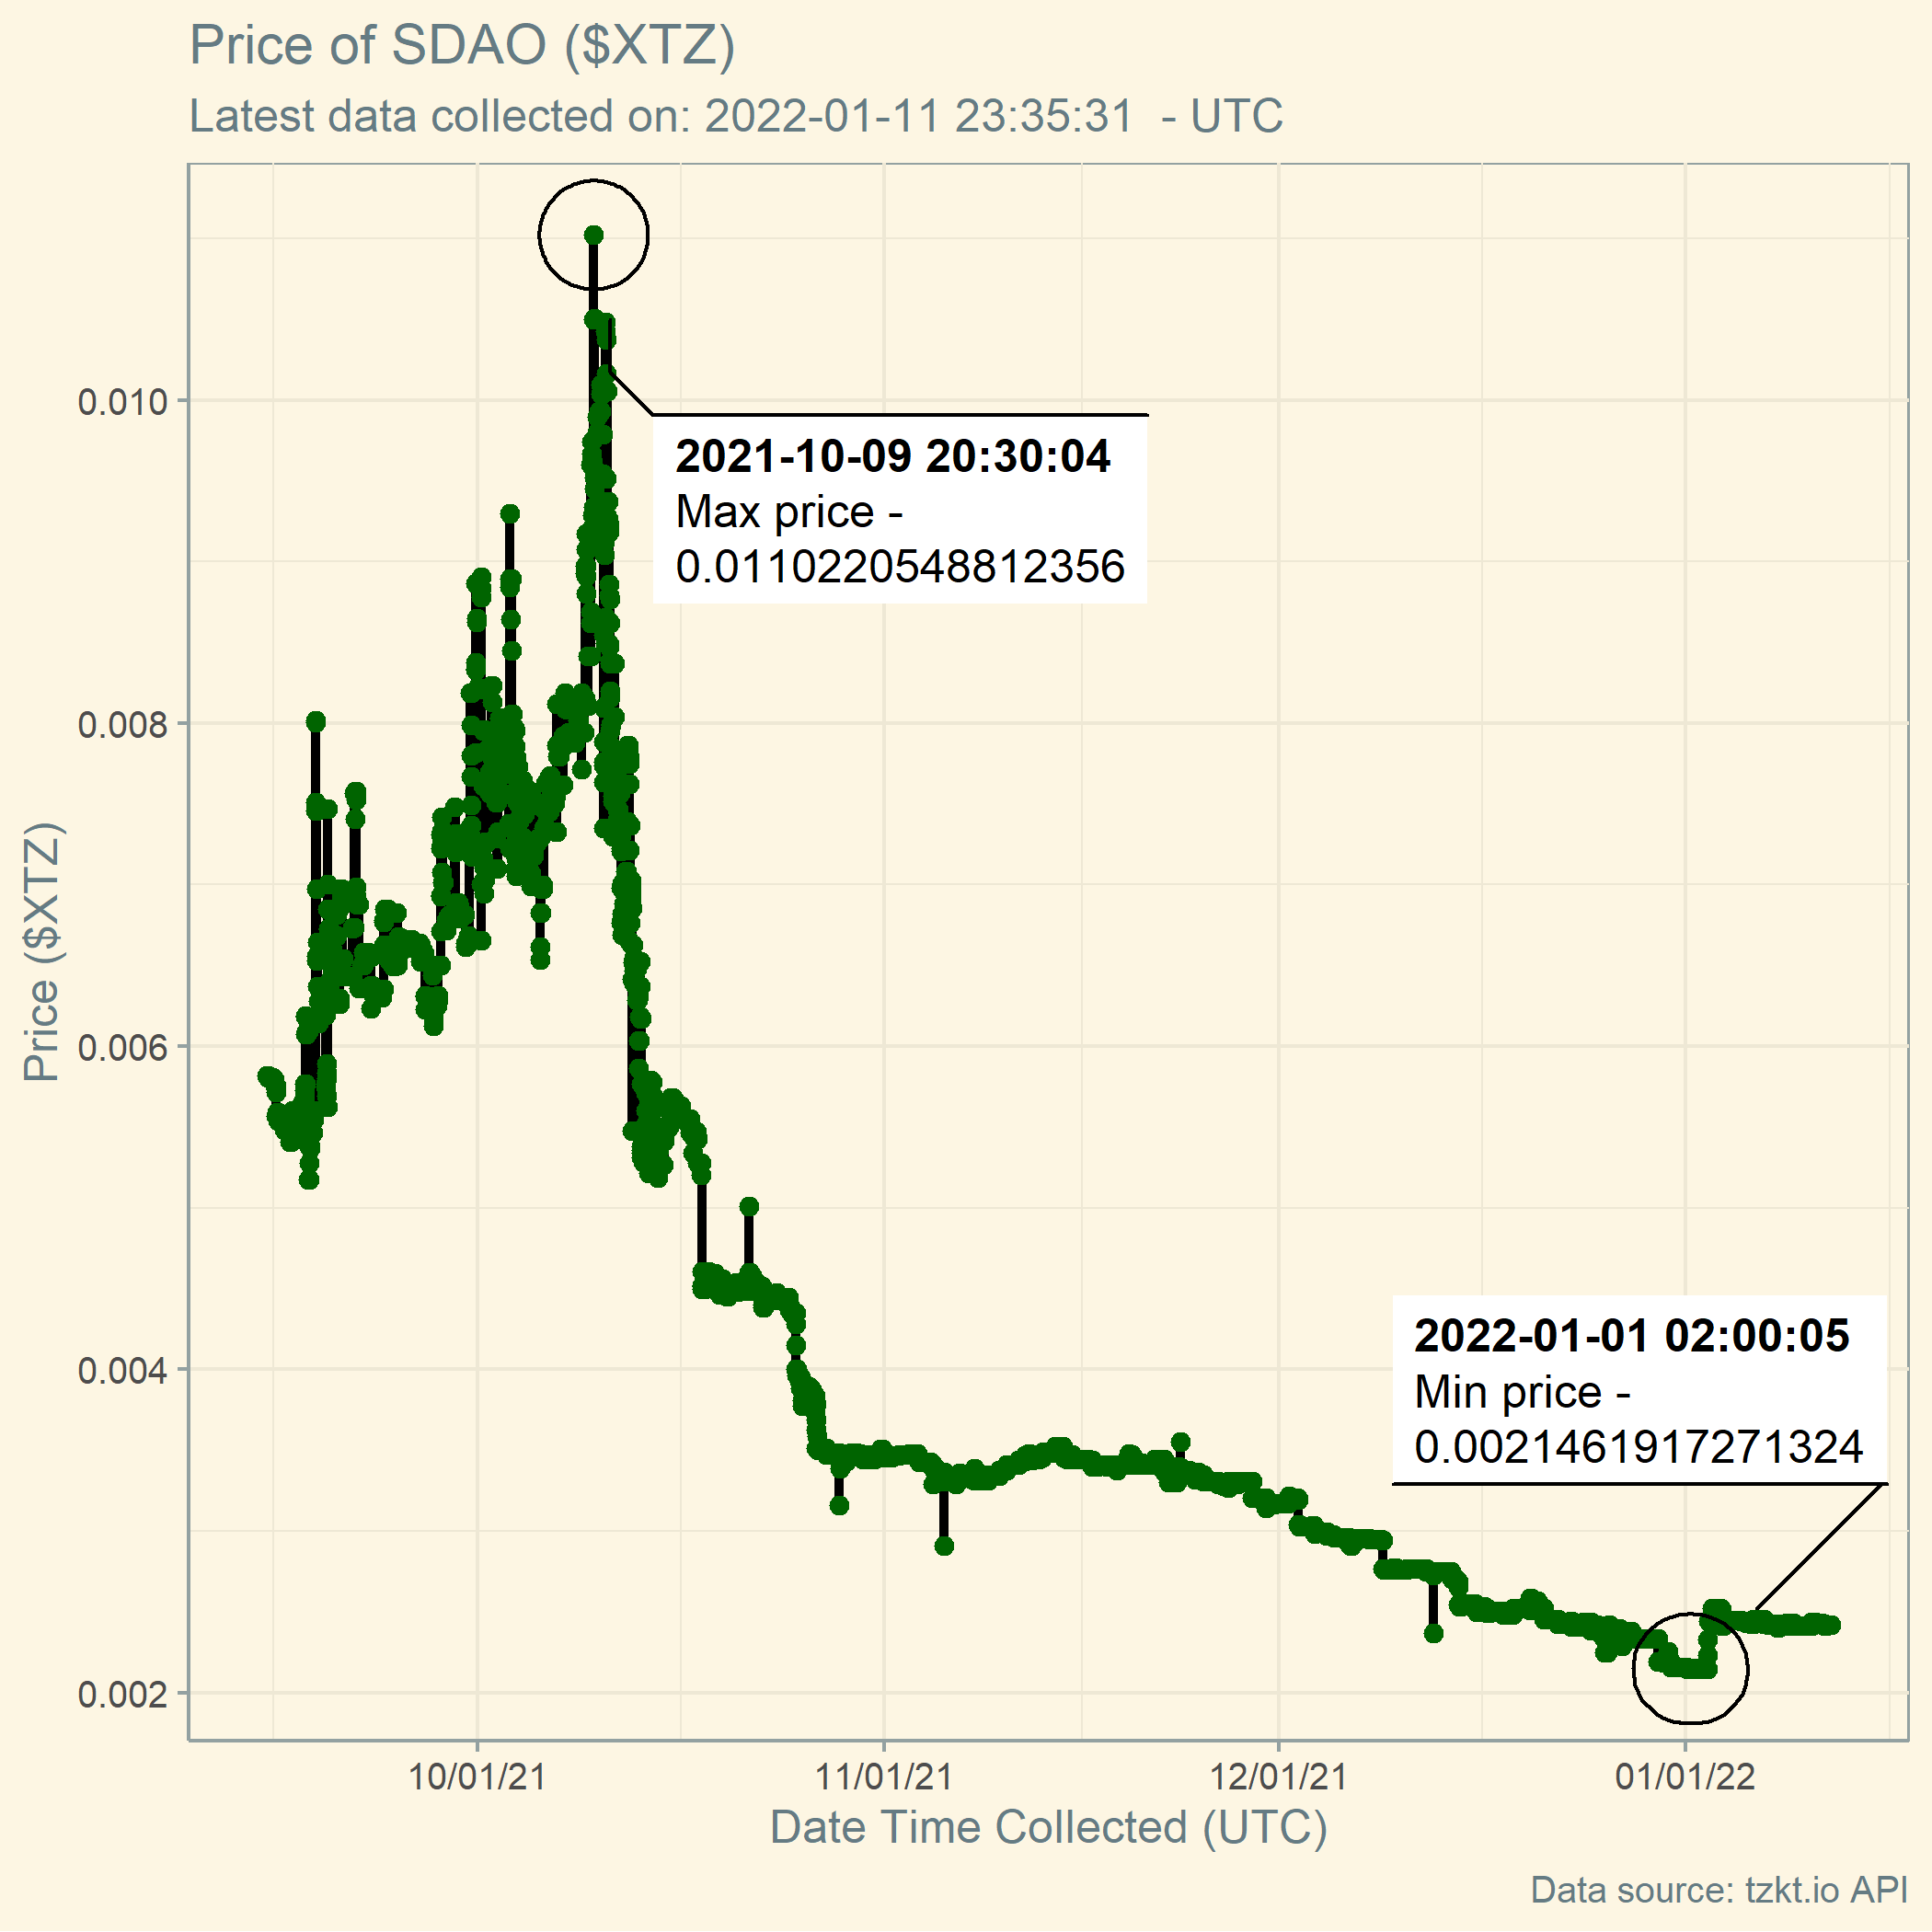 Price of SDAO ($XTZ)
Latest data collected on: 2022-01-11 23:35:31  - UTC
Price ($XTZ)
0.010
0.008
0.006
0.004
0.002
2021-10-09 20:30:04
Max price -
0.0110220548812356
2022-01-01 02:00:05
Min price -
0.0021461917271324
10/01/21
11/01/21
12/01/21
01/01/22
Date Time Collected (UTC)
Data source: tzkt.io API